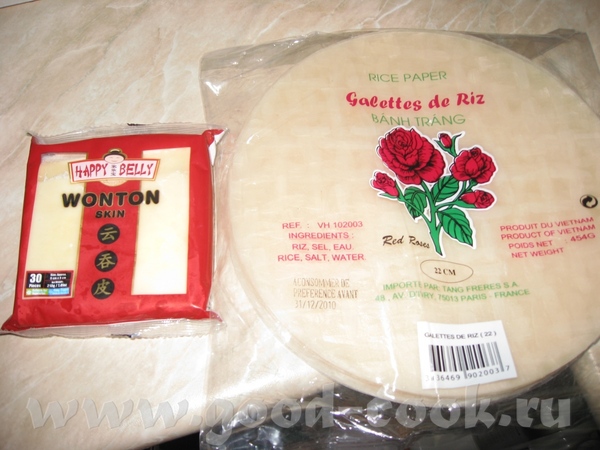 HAPPY BELLY
WONTON
SKIN
云
吞
皮
30
Pieces
RICE PAPER
Galettes de Riz
BÁNH TRÁNG
REF. : VH 102003
INGREDIENTS :
RIZ, SEL, EAU.
RICE, SALT, WATER.
Red Roses
PRODUIT DU VIETNAM
PRODUCT OF VIETNAM
POIDS NET : 454G
NET WEIGHT
22 CM
A CONSOMMER DE
PREFERENCE AVANT
31/12/2010
IMPORTÉ PAR: TANG FRERES S.A
48, AV. D'IVRY, 75013 PARIS - FRANCE
GALETTES DE RIZ ( 22 )
www.good-cook.ru